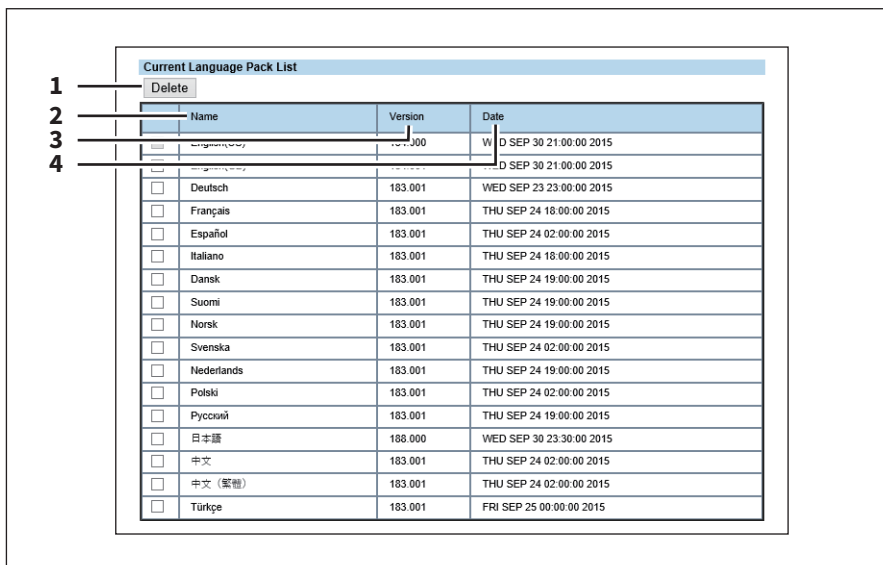 Current Language Pack List
1 Delete
2 Name Version Date
3
4
WED SEP 30 21:00:00 2015
SEP 30 21:00:00 2015
Deutsch 183.001 WED SEP 23 23:00:00 2015
Français 183.001 THU SEP 24 18:00:00 2015
Español 183.001 THU SEP 24 02:00:00 2015
Italiano 183.001 THU SEP 24 18:00:00 2015
Dansk 183.001 THU SEP 24 19:00:00 2015
Suomi 183.001 THU SEP 24 19:00:00 2015
Norsk 183.001 THU SEP 24 19:00:00 2015
Svenska 183.001 THU SEP 24 02:00:00 2015
Nederlands 183.001 THU SEP 24 19:00:00 2015
Polski 183.001 THU SEP 24 02:00:00 2015
Русский 183.001 THU SEP 24 19:00:00 2015
日本語 188.000 WED SEP 30 23:30:00 2015
中文 183.001 THU SEP 24 02:00:00 2015
中文（繁體） 183.001 THU SEP 24 02:00:00 2015
Türkçe 183.001 FRI SEP 25 00:00:00 2015